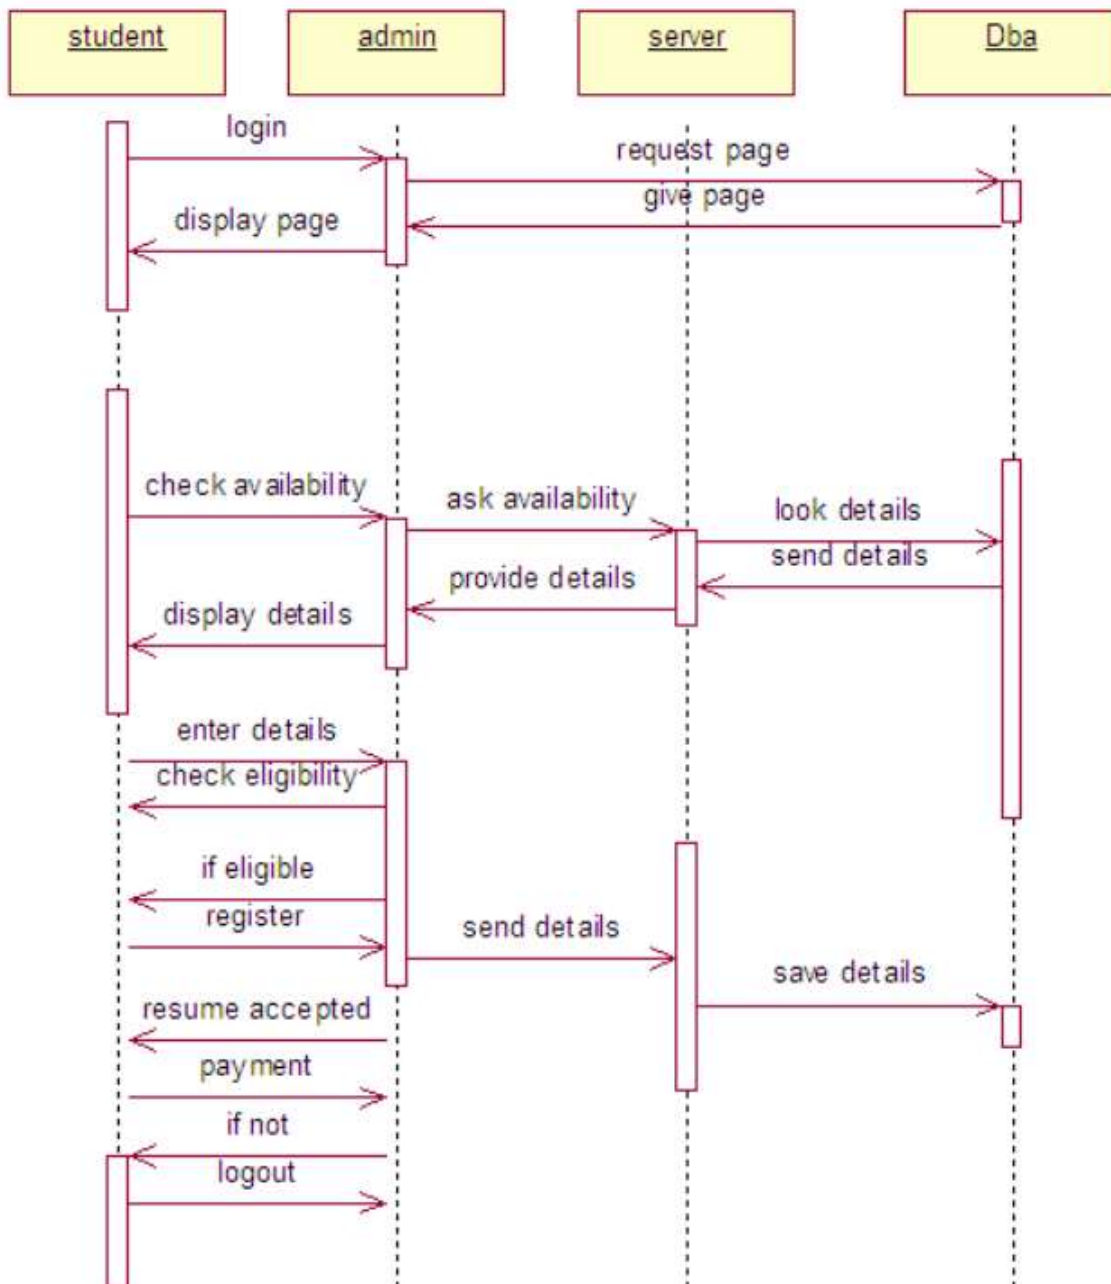 student
admin
server
Dba
login
request page
give page
display page
check availability
ask availability
look details
send details
provide details
display details
enter details
check eligibility
if eligible
register
send details
save details
resume accepted
payment
if not
logout